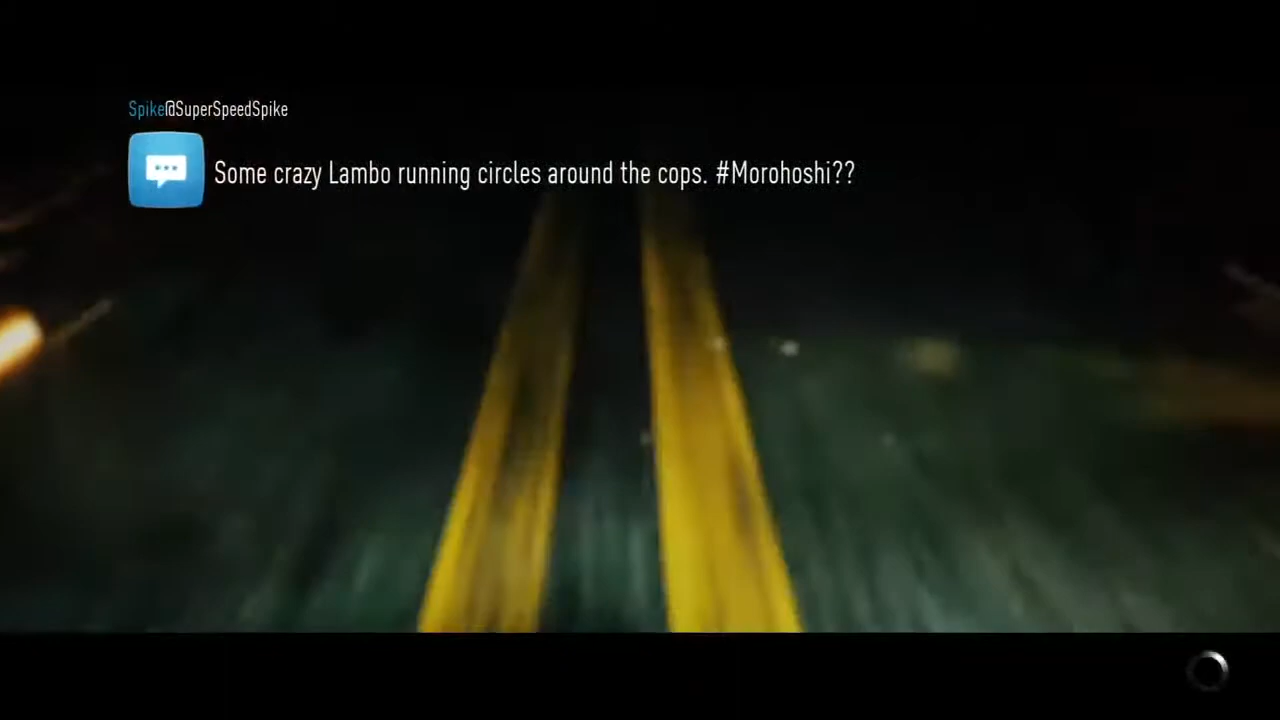 Spike@SuperSpeedSpike
Some crazy Lambo running circles around the cops. #Morohoshi??